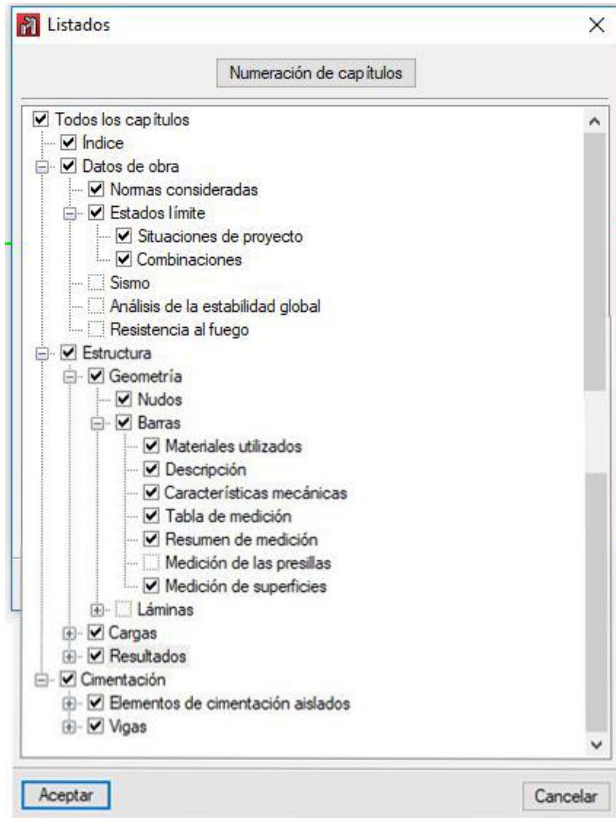 Listados
Numeración de capítulos
Todos los capítulos
Índice
Datos de obra
Normas consideradas
Estados límite
Situaciones de proyecto
Combinaciones
Sismo
Análisis de la estabilidad global
Resistencia al fuego
Estructura
Geometría
Nudos
Barras
Materiales utilizados
Descripción
Características mecánicas
Tabla de medición
Resumen de medición
Medición de las presillas
Medición de superficies
Láminas
Cargas
Resultados
Cimentación
Elementos de cimentación aislados
Vigas
Aceptar
Cancelar